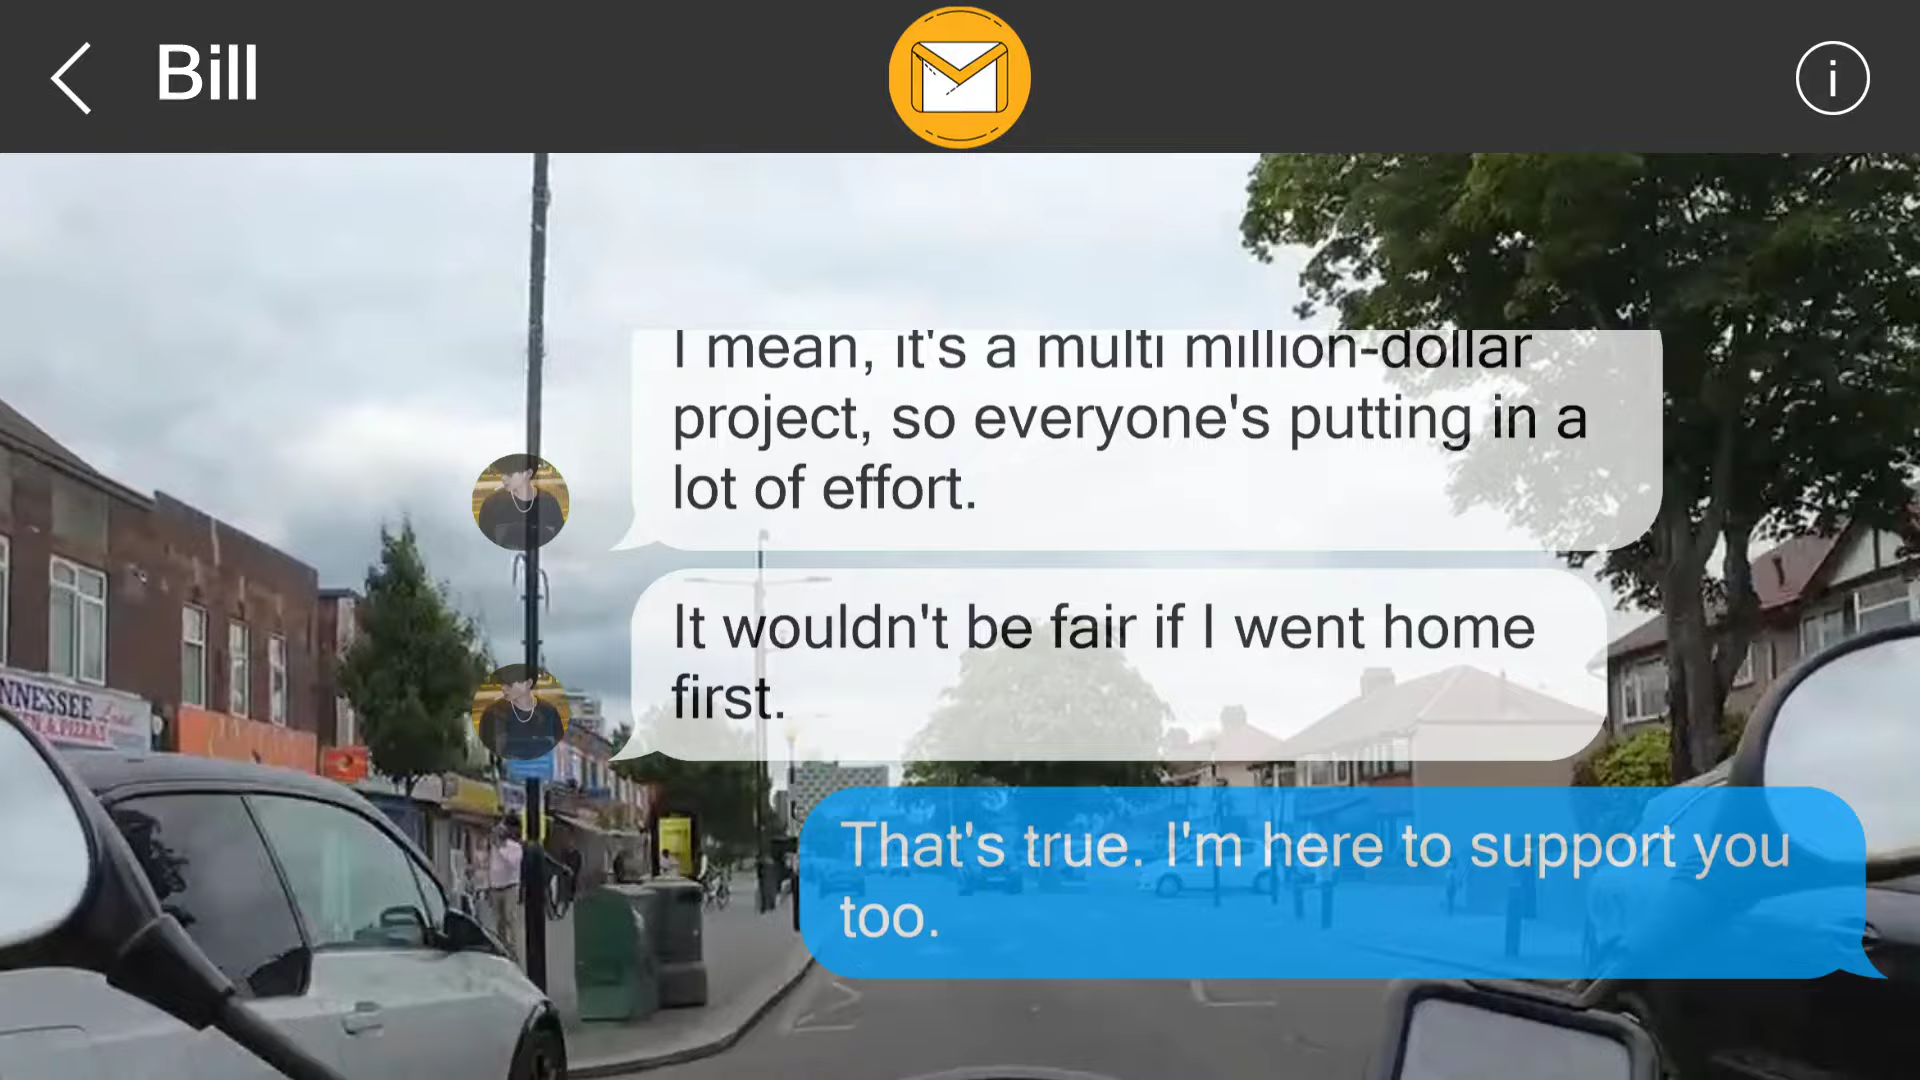 Bill
I mean, it's a multi million-dollar
project, so everyone's putting in a
lot of effort.
It wouldn't be fair if I went home
first.
That's true. I'm here to support you
too.
NNESSEE